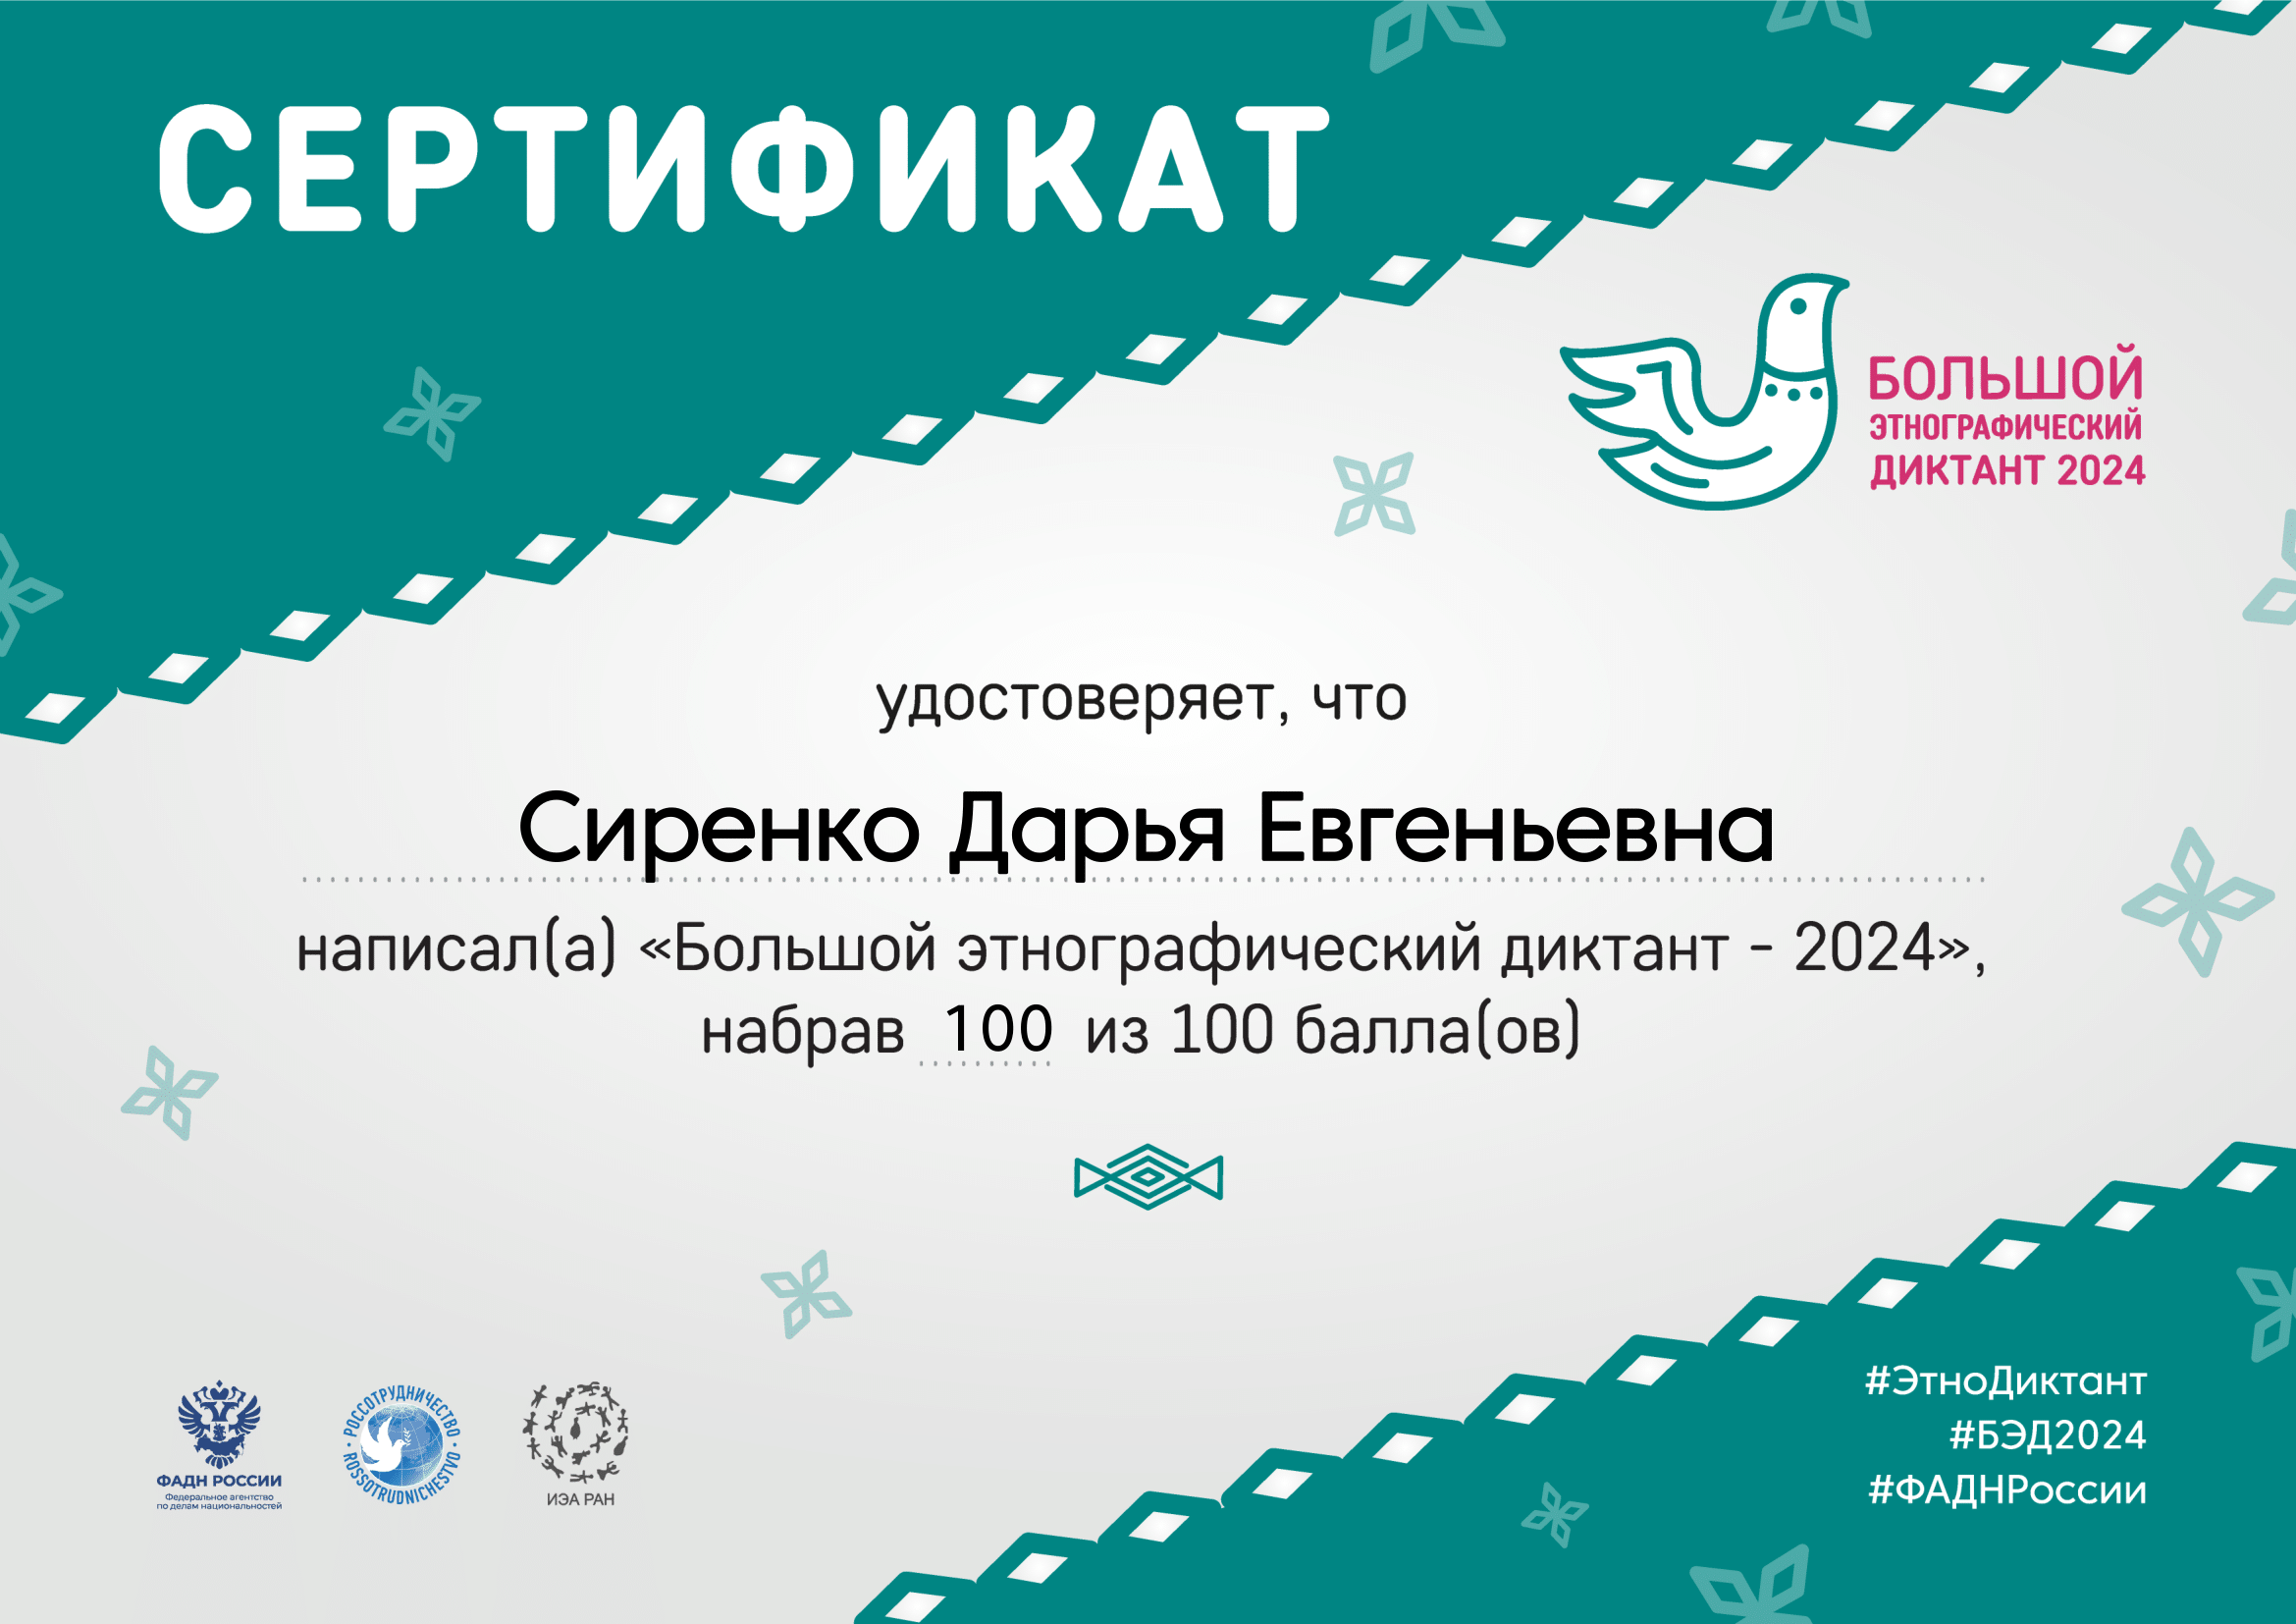 СЕРТИФИКАТ
БОЛЬШОЙ
ЭТНОГРАФИЧЕСКИЙ
ДИКТАНТ 2024
удостоверяет, что
Сиренко Дарья Евгеньевна
написал(а) «Большой этнографический диктант - 2024»,
набрав 100 из 100 балла(ов)
ФАДН РОССИИ
Федеральное агентство
по делам национальностей
РОССОТРУДНИЧЕСТВО
ROSSOTRUDNICHESTVO
ИЭА РАН
#ЭтноДиктант
#БЭД2024
#ФАДНРоссии